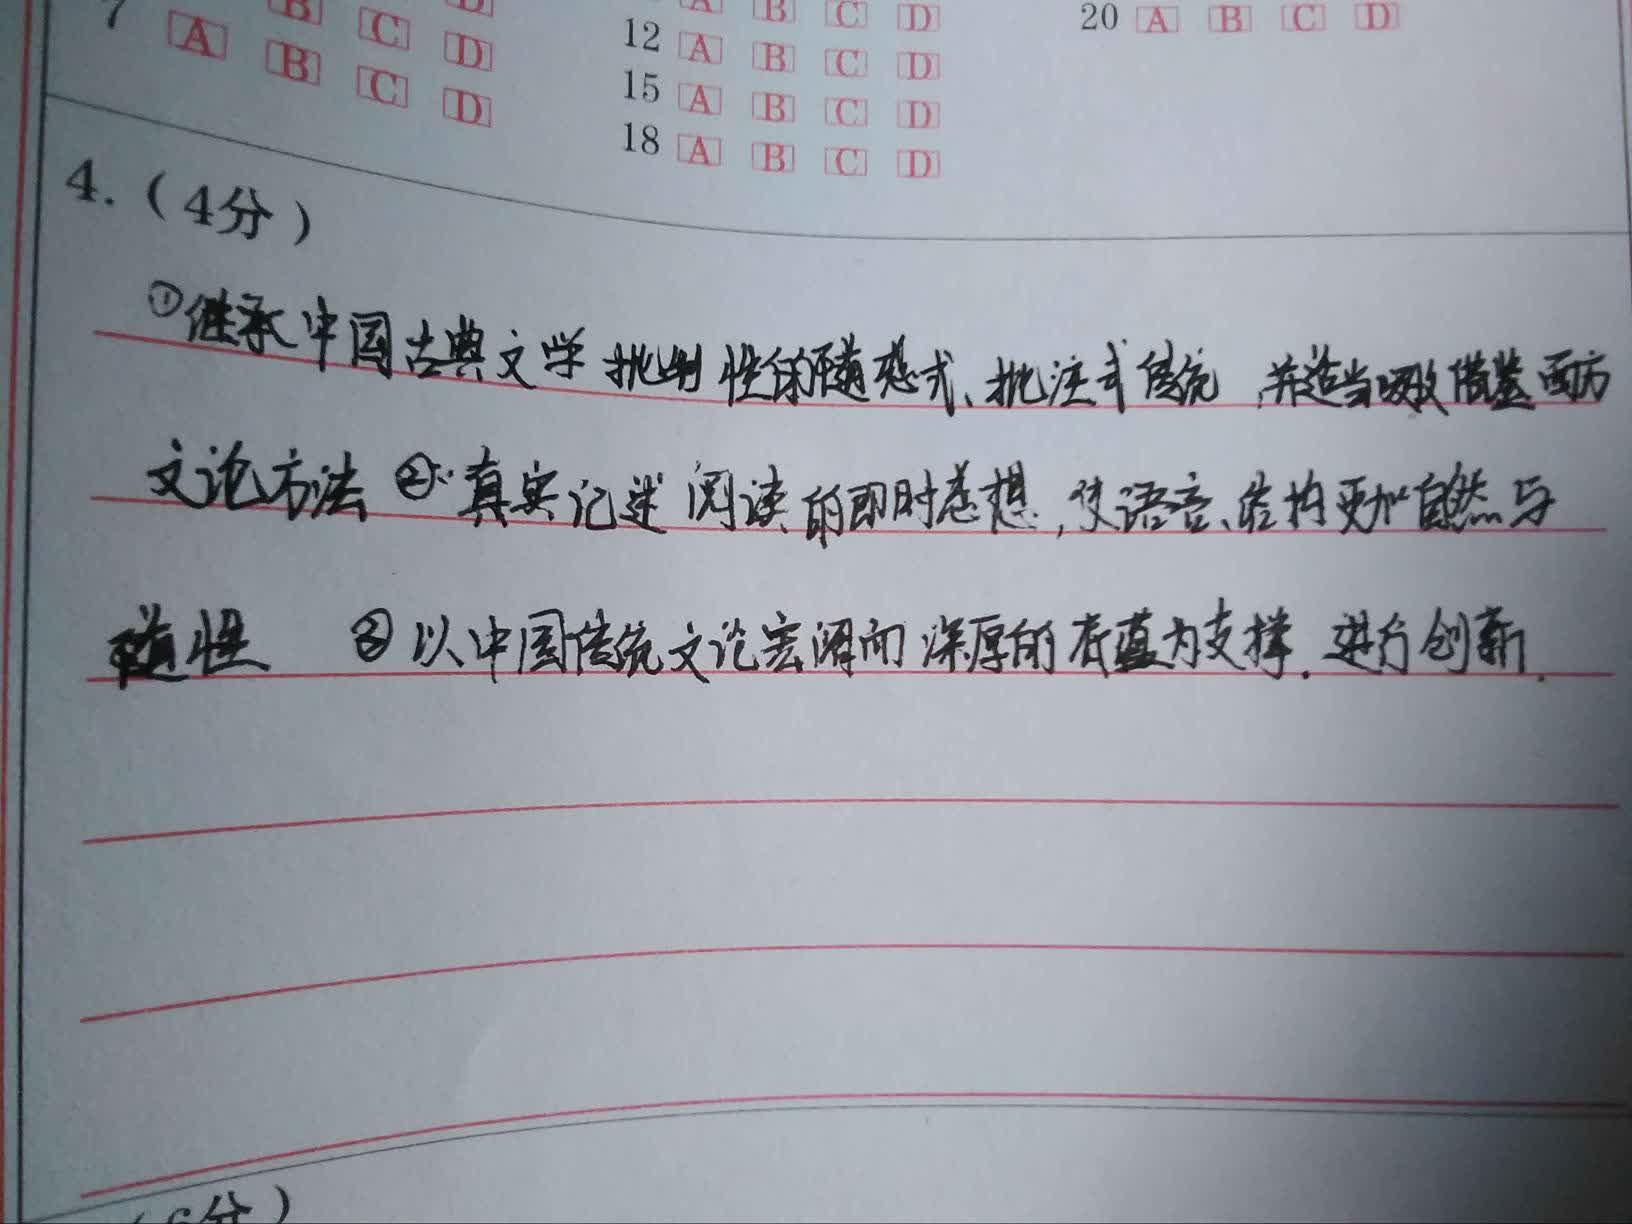 7 A B C D
B C D
12 A B C D
15 A B C D
18 A B C D
20 A B C D
4.（4分）
①继承中国古典文学批判性的随想式、批注式传统,并适当吸收借鉴西方
文论方法 ②真实记述阅读的即时感想,使语言、结构更加自然与
随性 ③以中国传统文论宏阔而深厚的底蕴为支撑.进行创新.
（6分）